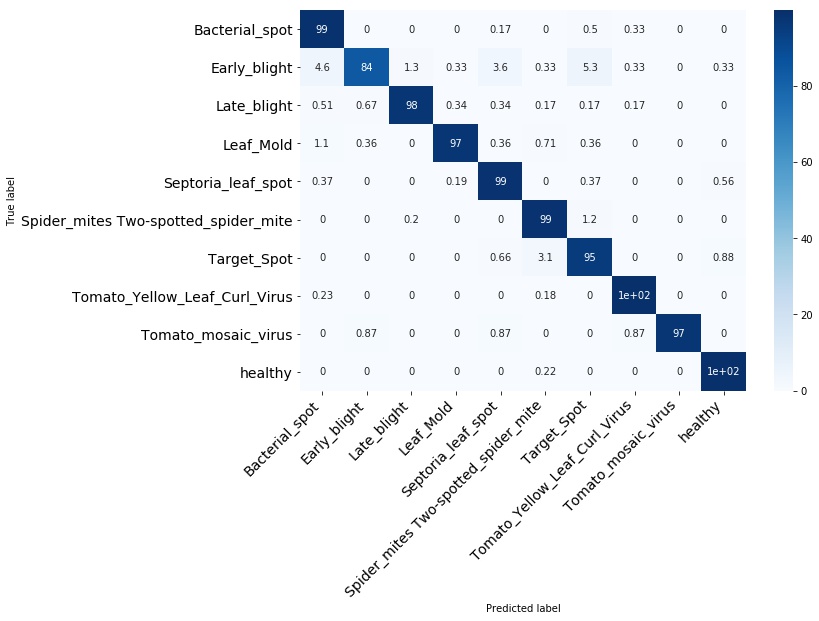 True label
Bacterial_spot 99 0 0 0 0.17 0 0.5 0.33 0 0
Early_blight 4.6 84 1.3 0.33 3.6 0.33 5.3 0.33 0 0.33
Late_blight 0.51 0.67 98 0.34 0.34 0.17 0.17 0.17 0 0
Leaf_Mold 1.1 0.36 0 97 0.36 0.71 0.36 0 0 0
Septoria_leaf_spot 0.37 0 0 0.19 99 0 0.37 0 0 0.56
Spider_mites Two-spotted_spider_mite 0 0 0.2 0 0 99 1.2 0 0 0
Target_Spot 0 0 0 0 0.66 3.1 95 0 0 0.88
Tomato_Yellow_Leaf_Curl_Virus 0.23 0 0 0 0 0.18 0 1e+02 0 0
Tomato_mosaic_virus 0 0.87 0 0 0.87 0 0 0.87 97 0
healthy 0 0 0 0 0 0.22 0 0 0 1e+02
80
60
40
20
0
Bacterial_spot
Early_blight
Late_blight
Leaf_Mold
Septoria_leaf_spot
Spider_mites Two-spotted_spider_mite
Target_Spot
Tomato_Yellow_Leaf_Curl_Virus
Tomato_mosaic_virus
healthy
Predicted label